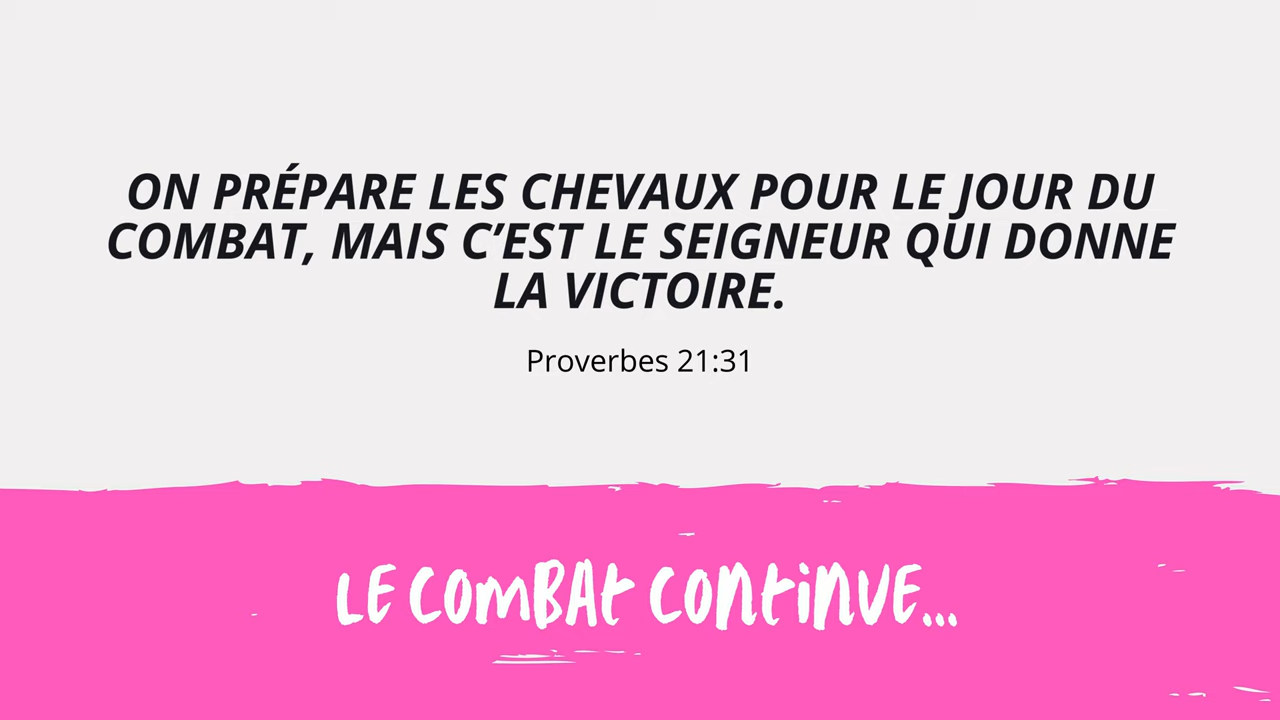 ON PRÉPARE LES CHEVAUX POUR LE JOUR DU
COMBAT, MAIS C’EST LE SEIGNEUR QUI DONNE
LA VICTOIRE.
Proverbes 21:31
LE COMBAT CONTINUE...